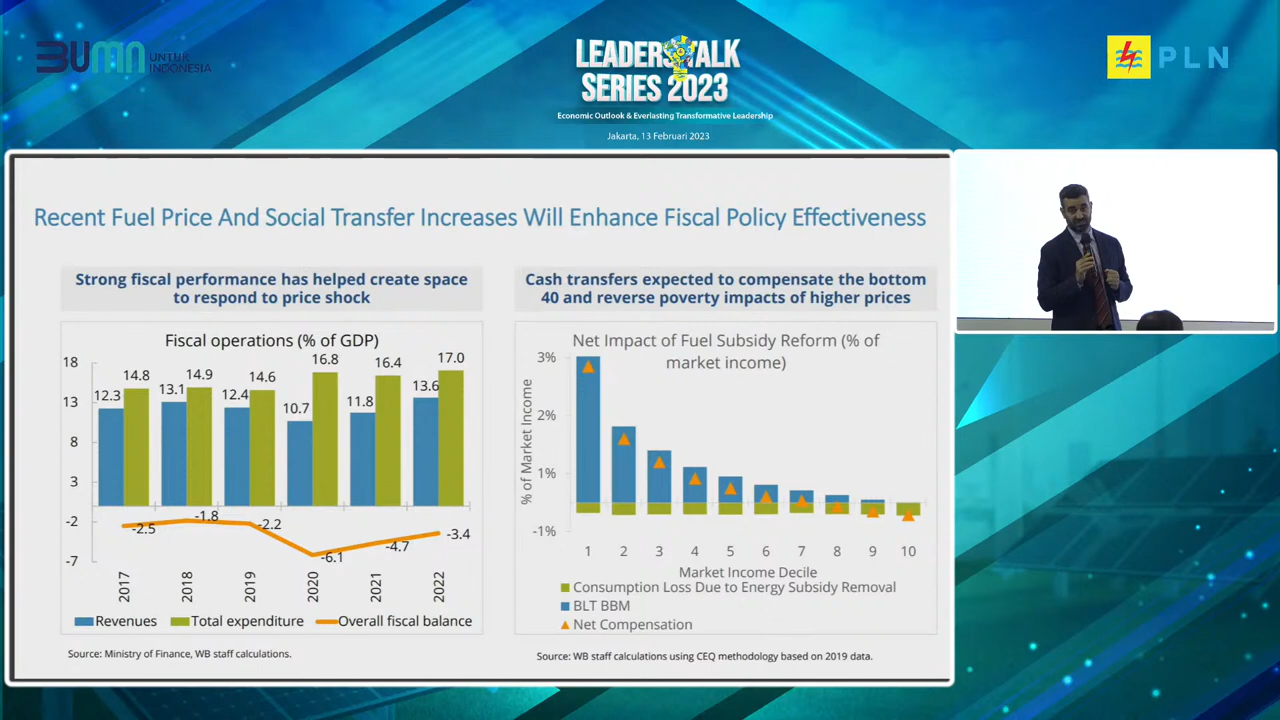 BUMN
UNTUK
INDONESIA
LEADERS TALK
SERIES 2023
Economic Outlook & Everlasting Transformative Leadership
Jakarta, 13 Februari 2023
PLN
Recent Fuel Price And Social Transfer Increases Will Enhance Fiscal Policy Effectiveness
Strong fiscal performance has helped create space
to respond to price shock
Fiscal operations (% of GDP)
18
13
8
3
-2
-7
12.3
14.8
13.1
14.9
12.4
14.6
10.7
16.8
11.8
16.4
13.6
17.0
-2.5
-1.8
-2.2
-6.1
-4.7
-3.4
2017
2018
2019
2020
2021
2022
Revenues
Total expenditure
Overall fiscal balance
Source: Ministry of Finance, WB staff calculations.
Cash transfers expected to compensate the bottom
40 and reverse poverty impacts of higher prices
Net Impact of Fuel Subsidy Reform (% of
market income)
% of Market Income
3%
2%
1%
-1%
1
2
3
4
5
6
7
8
9
10
Market Income Decile
Consumption Loss Due to Energy Subsidy Removal
BLT BBM
Net Compensation
Source: WB staff calculations using CEQ methodology based on 2019 data.